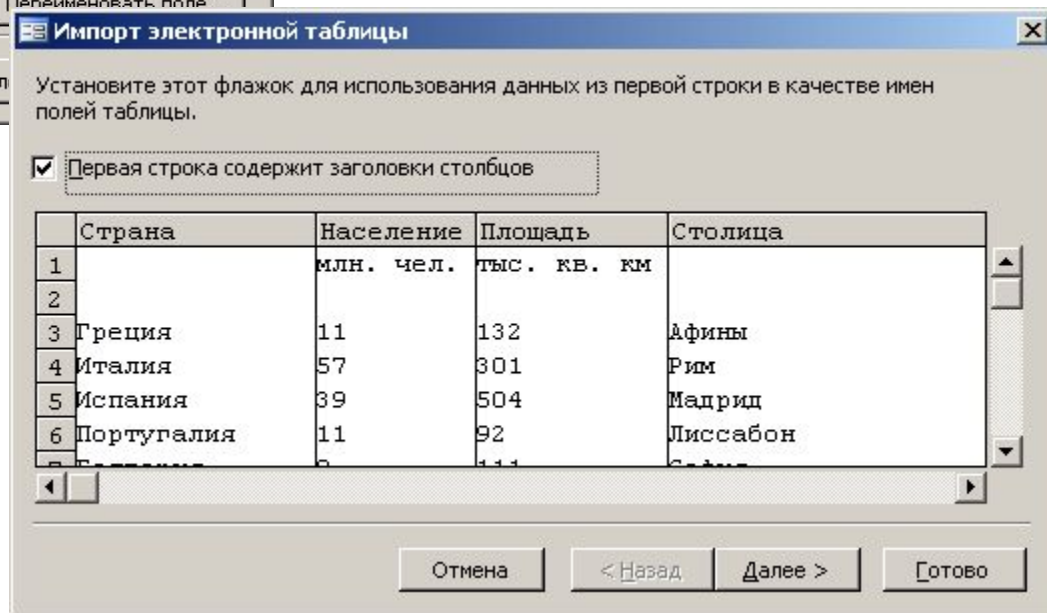 Переименовать поле...
Импорт электронной таблицы
Установите этот флажок для использования данных из первой строки в качестве имен
полей таблицы.
Первая строка содержит заголовки столбцов
Страна Население Площадь Столица
1 млн. чел. тыс. кв. км
2
3 Греция 11 132 Афины
4 Италия 57 301 Рим
5 Испания 39 504 Мадрид
6 Португалия 11 92 Лиссабон
Отмена < Назад Далее > Готово